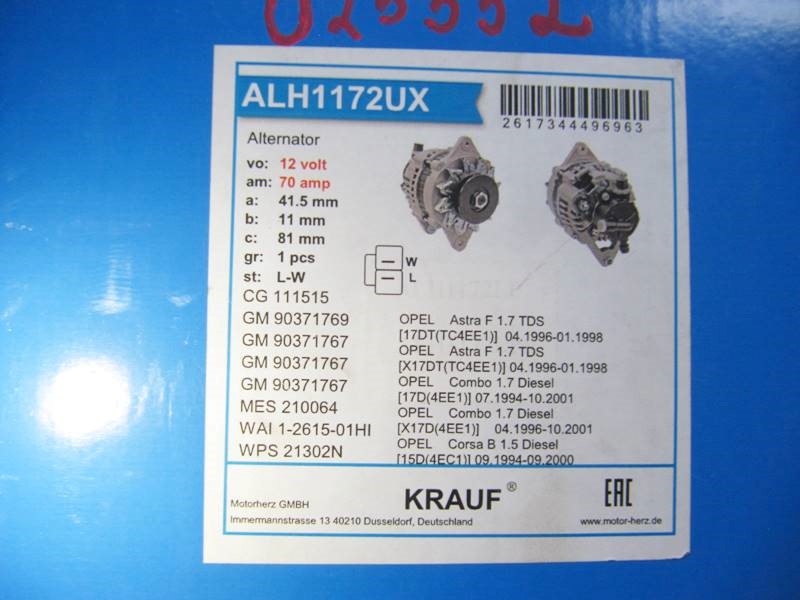 ALH1172UX
2617344496963
Alternator
vo: 12 volt
am: 70 amp
a: 41.5 mm
b: 11 mm
c: 81 mm
gr: 1 pcs
st: L-W
W
L
CG 111515
GM 90371769
GM 90371767
GM 90371767
GM 90371767
MES 210064
WAI 1-2615-01HI
WPS 21302N
OPEL Astra F 1.7 TDS
[17DT(TC4EE1)] 04.1996-01.1998
OPEL Astra F 1.7 TDS
[X17DT(TC4EE1)] 04.1996-01.1998
OPEL Combo 1.7 Diesel
[17D(4EE1)] 07.1994-10.2001
OPEL Combo 1.7 Diesel
[X17D(4EE1)] 04.1996-10.2001
OPEL Corsa B 1.5 Diesel
[15D(4EC1)] 09.1994-09.2000
Motorherz GMBH
Immermannstrasse 13 40210 Dusseldorf, Deutschland
KRAUF®
EAC
www.motor-herz.de